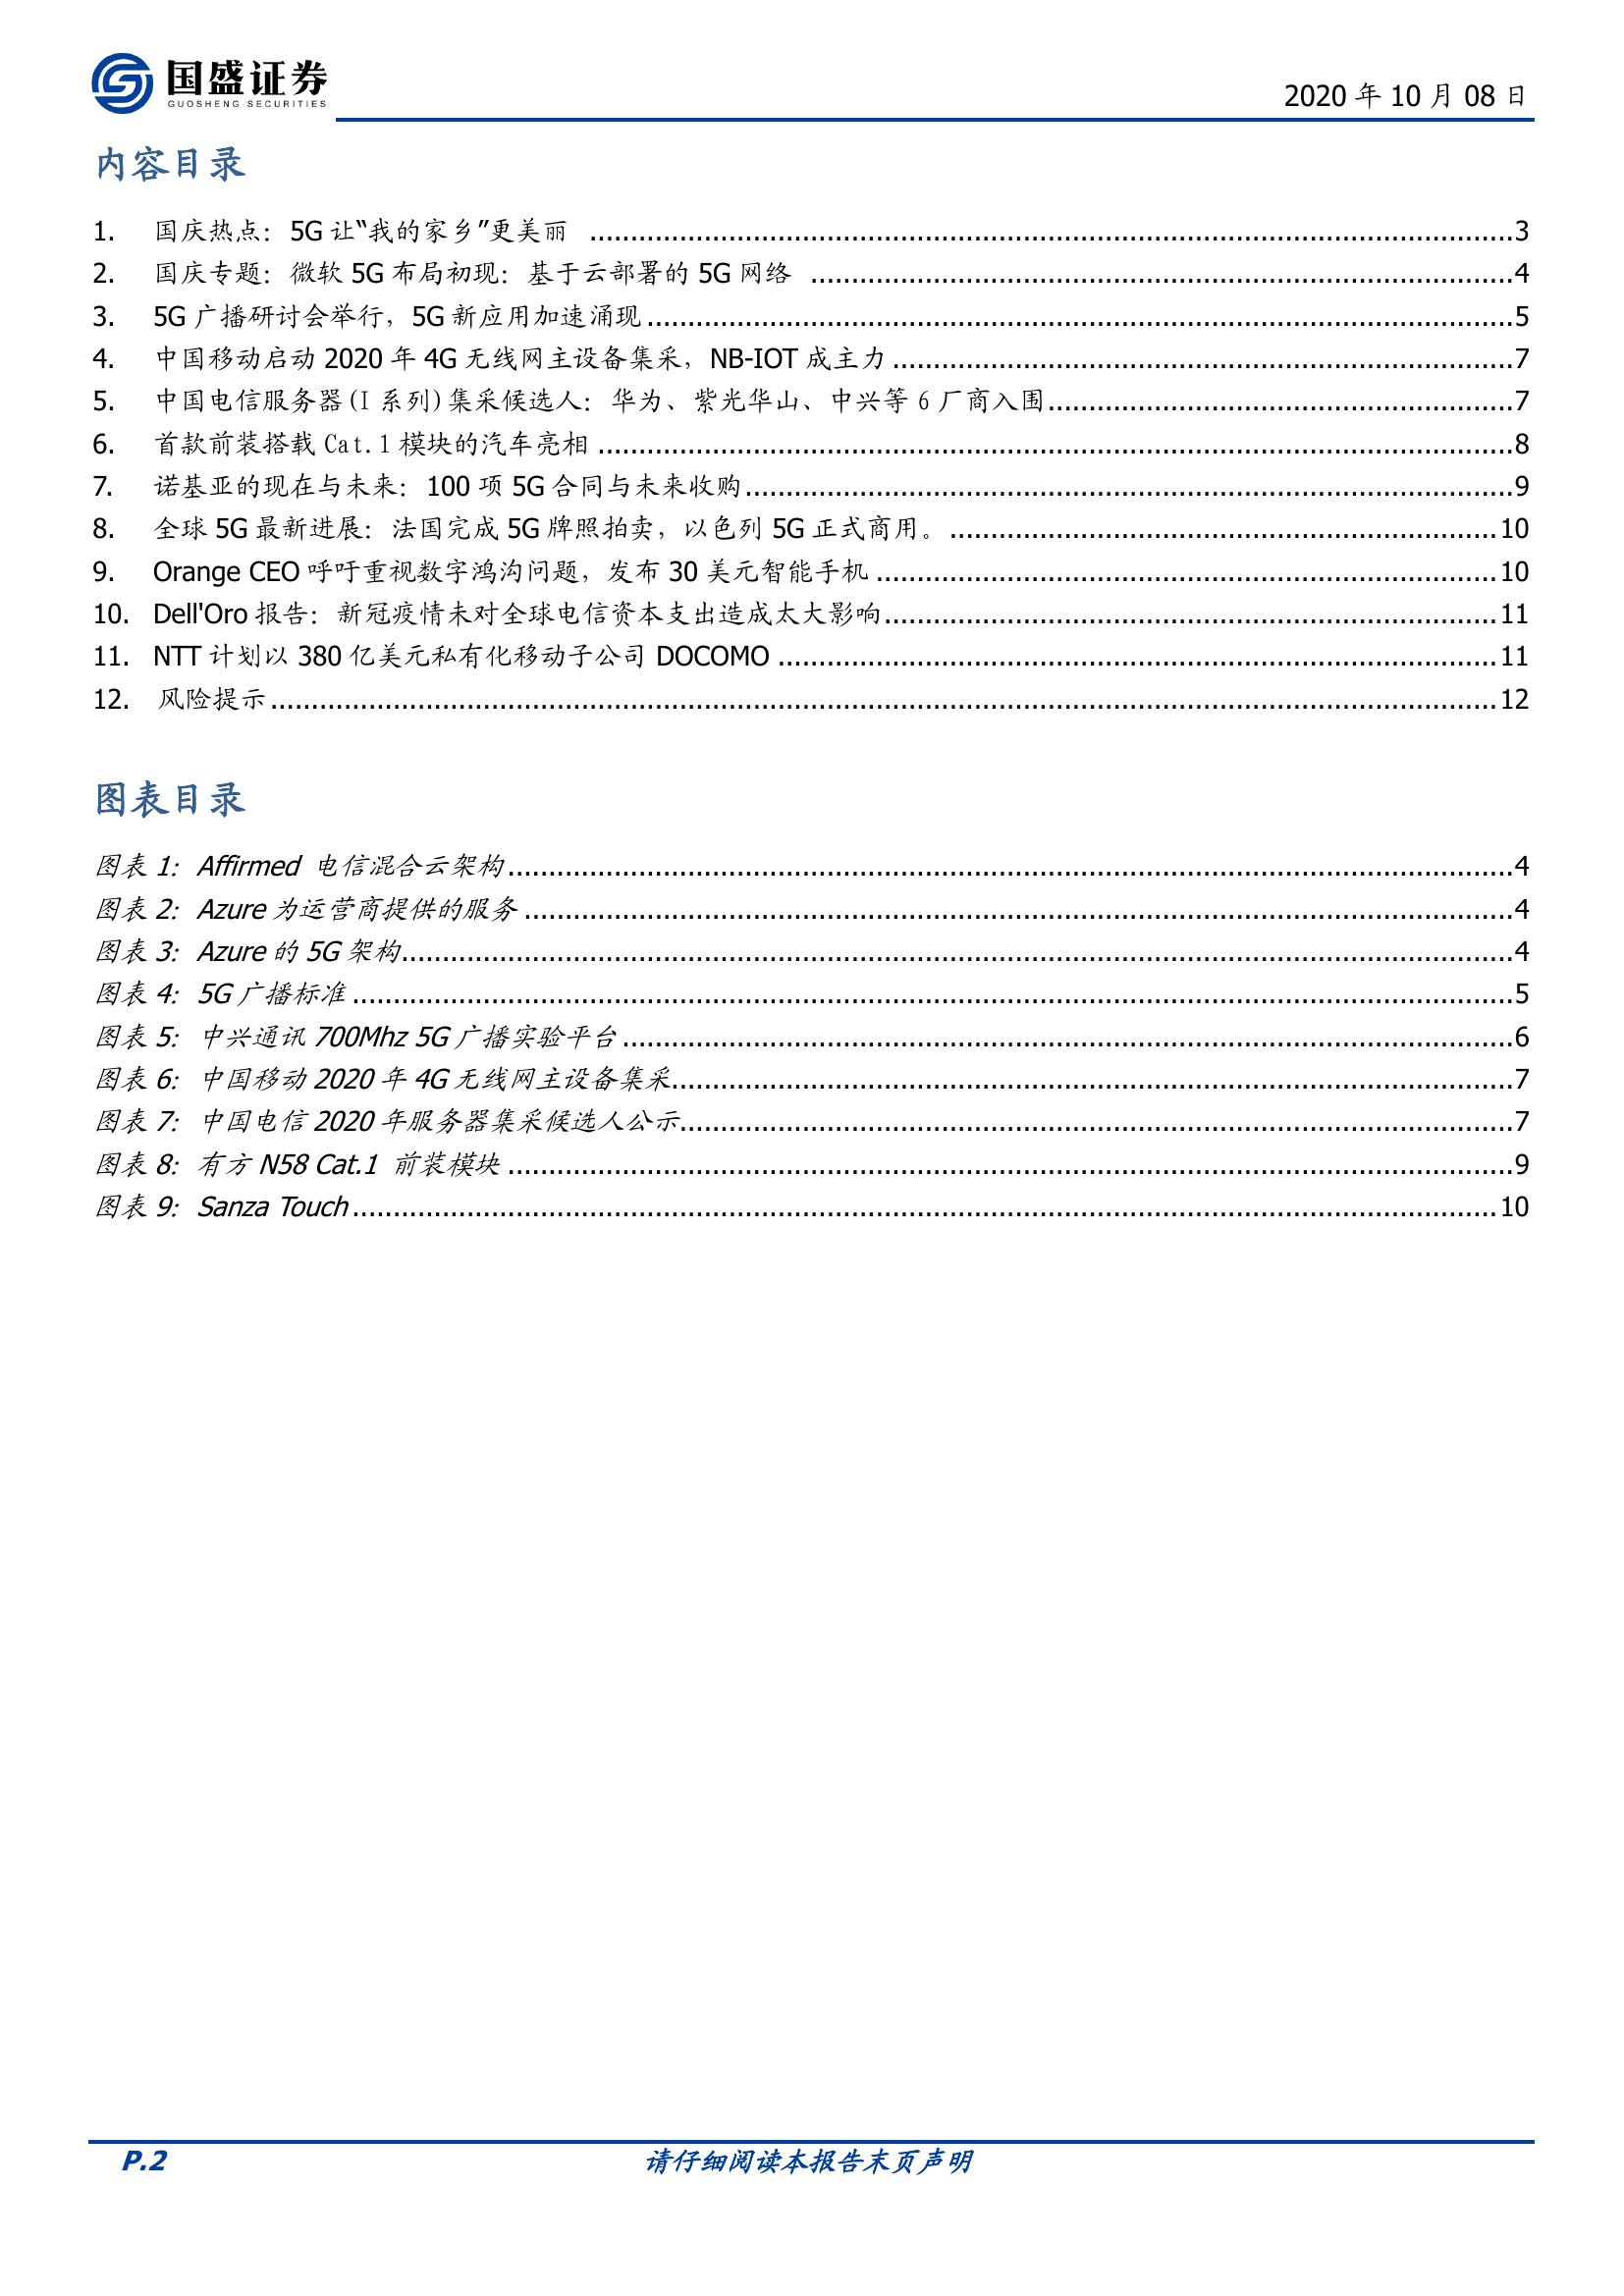 国盛证券
GUOSHENG SECURITIES
2020 年 10 月 08 日
内容目录
1. 国庆热点：5G 让“我的家乡”更美丽 ........ 3
2. 国庆专题：微软 5G 布局初现：基于云部署的 5G 网络 ........ 4
3. 5G 广播研讨会举行，5G 新应用加速涌现 ........ 5
4. 中国移动启动 2020 年 4G 无线网主设备集采，NB-IOT 成主力 ........ 7
5. 中国电信服务器(I 系列)集采候选人：华为、紫光华山、中兴等 6 厂商入围 ........ 7
6. 首款前装搭载 Cat.1 模块的汽车亮相 ........ 8
7. 诺基亚的现在与未来：100 项 5G 合同与未来收购 ........ 9
8. 全球 5G 最新进展：法国完成 5G 牌照拍卖，以色列 5G 正式商用。 ........ 10
9. Orange CEO 呼吁重视数字鸿沟问题，发布 30 美元智能手机 ........ 10
10. Dell'Oro 报告：新冠疫情未对全球电信资本支出造成太大影响 ........ 11
11. NTT 计划以 380 亿美元私有化移动子公司 DOCOMO ........ 11
12. 风险提示 ........ 12
图表目录
图表 1：Affirmed 电信混合云架构 ........ 4
图表 2：Azure 为运营商提供的服务 ........ 4
图表 3：Azure 的 5G 架构 ........ 4
图表 4：5G 广播标准 ........ 5
图表 5：中兴通讯 700Mhz 5G 广播实验平台 ........ 6
图表 6：中国移动 2020 年 4G 无线网主设备集采 ........ 7
图表 7：中国电信 2020 年服务器集采候选人公示 ........ 7
图表 8：有方 N58 Cat.1 前装模块 ........ 9
图表 9：Sanza Touch ........ 10
P.2 请仔细阅读本报告末页声明